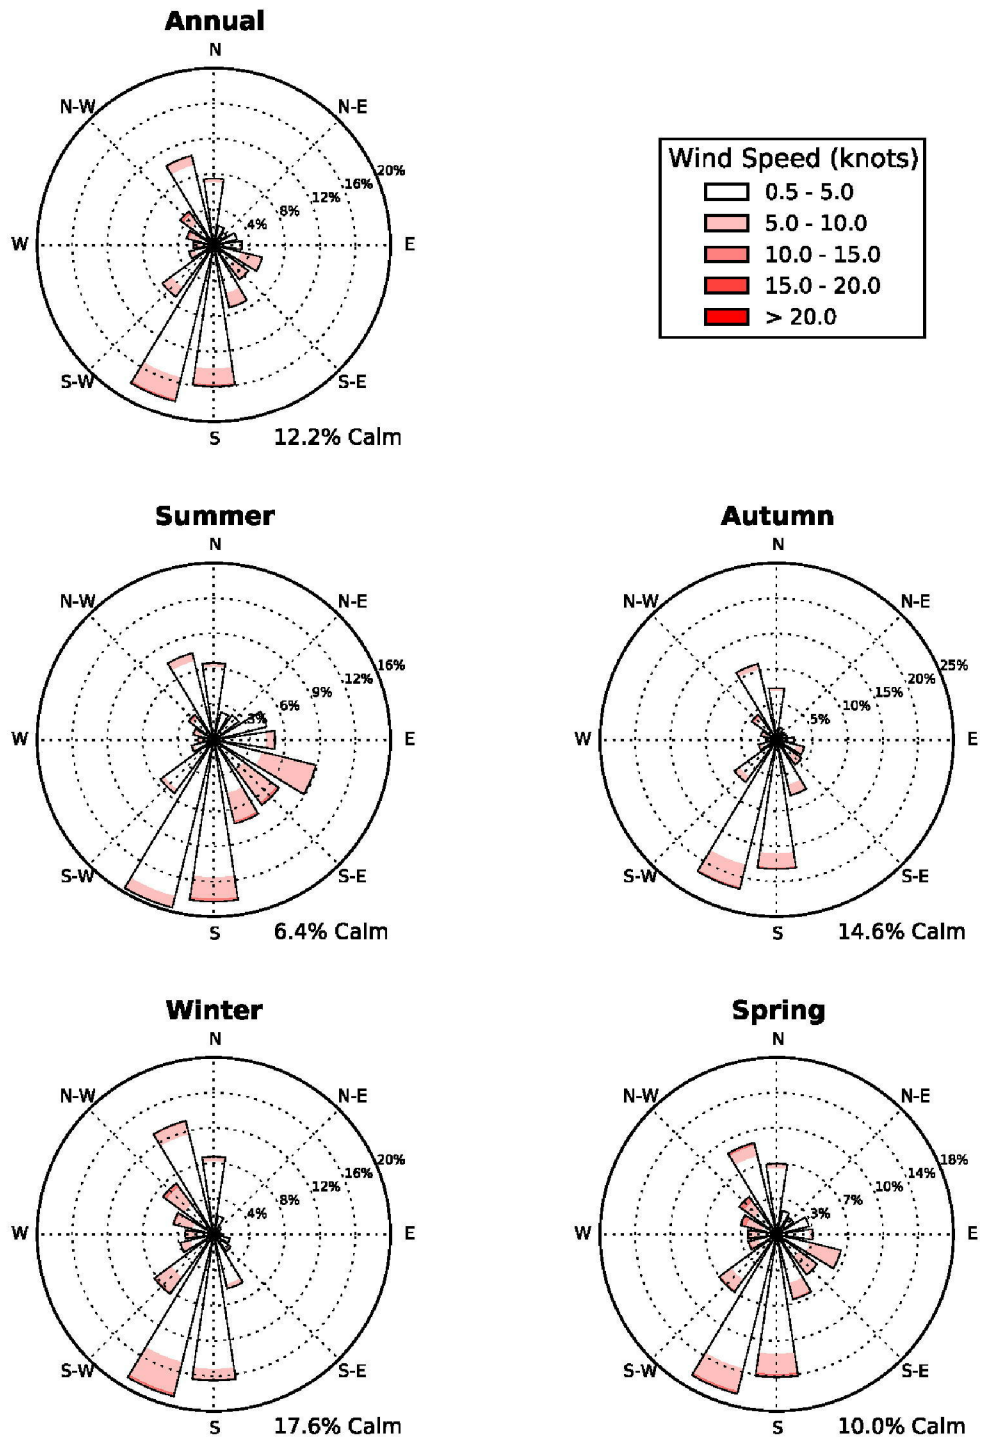 Annual
N
N-W
N-E
20%
16%
12%
8%
4%
W
E
S-W
S-E
S
12.2% Calm
Wind Speed (knots)
0.5 - 5.0
5.0 - 10.0
10.0 - 15.0
15.0 - 20.0
> 20.0
Summer
N
N-W
N-E
16%
12%
9%
6%
3%
W
E
S-W
S-E
S
6.4% Calm
Autumn
N
N-W
N-E
25%
20%
15%
10%
5%
W
E
S-W
S-E
S
14.6% Calm
Winter
N
N-W
N-E
20%
16%
12%
8%
4%
W
E
S-W
S-E
S
17.6% Calm
Spring
N
N-W
N-E
18%
14%
10%
7%
3%
W
E
S-W
S-E
S
10.0% Calm